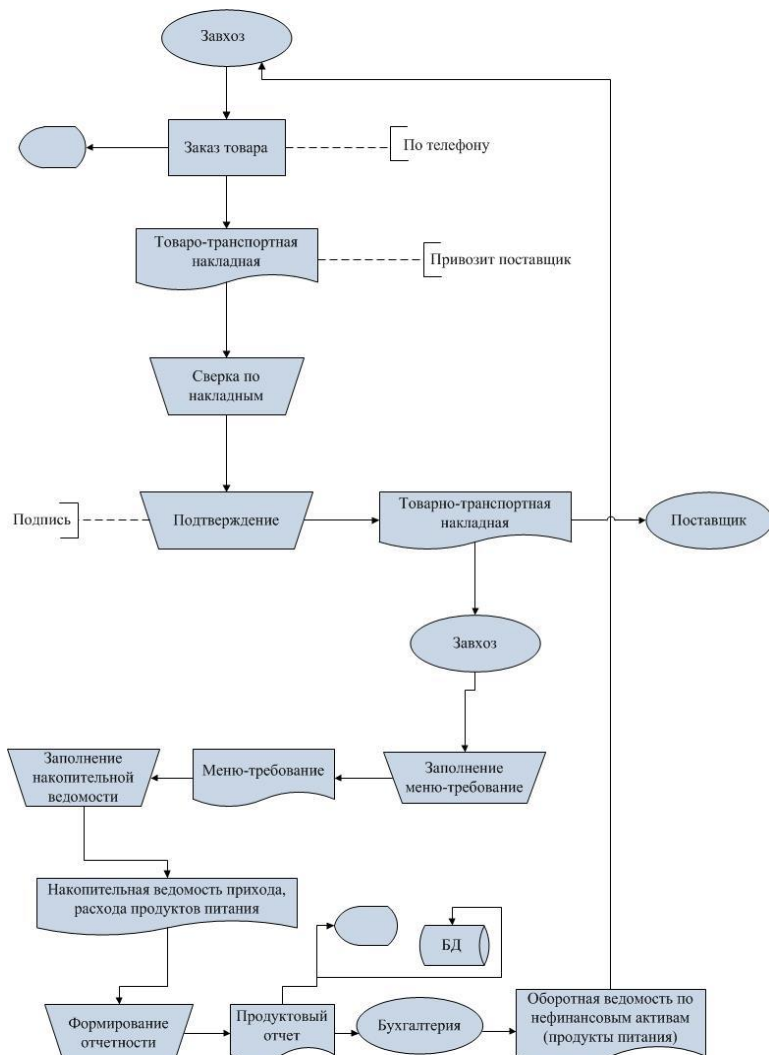 Завхоз
Заказ товара
По телефону
Товаро-транспортная
накладная
Привозит поставщик
Сверка по
накладным
Подпись
Подтверждение
Товарно-транспортная
накладная
Поставщик
Завхоз
Заполнение
накопительной
ведомости
Меню-требование
Заполнение
меню-требование
Накопительная ведомость прихода,
расхода продуктов питания
БД
Формирование
отчетности
Продуктовый
отчет
Бухгалтерия
Оборотная ведомость по
нефинансовым активам
(продукты питания)